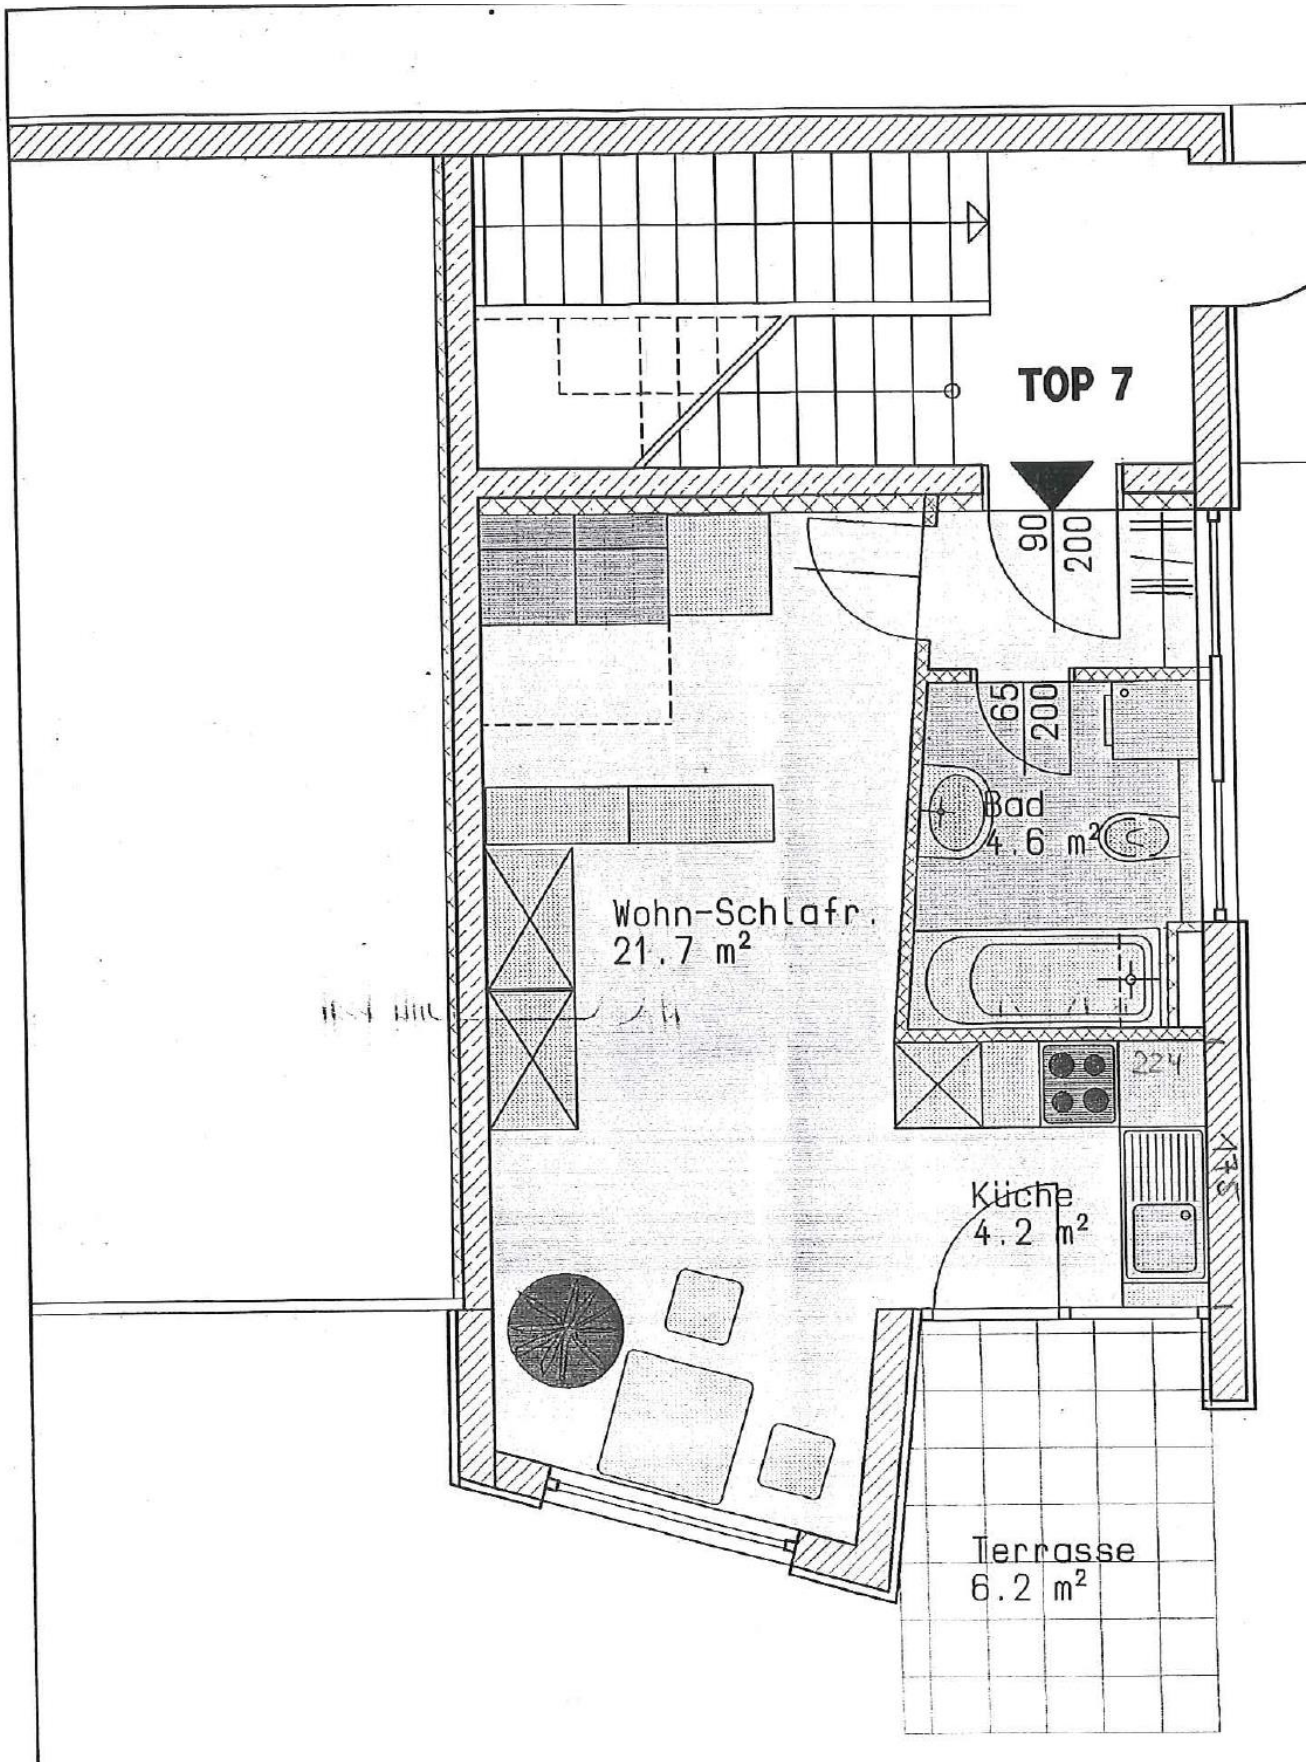 TOP 7
90
200
65
200
Bad
4.6 m²
Wohn-Schlafr.
21.7 m²
224
175
Küche
4.2 m²
Terrasse
6.2 m²